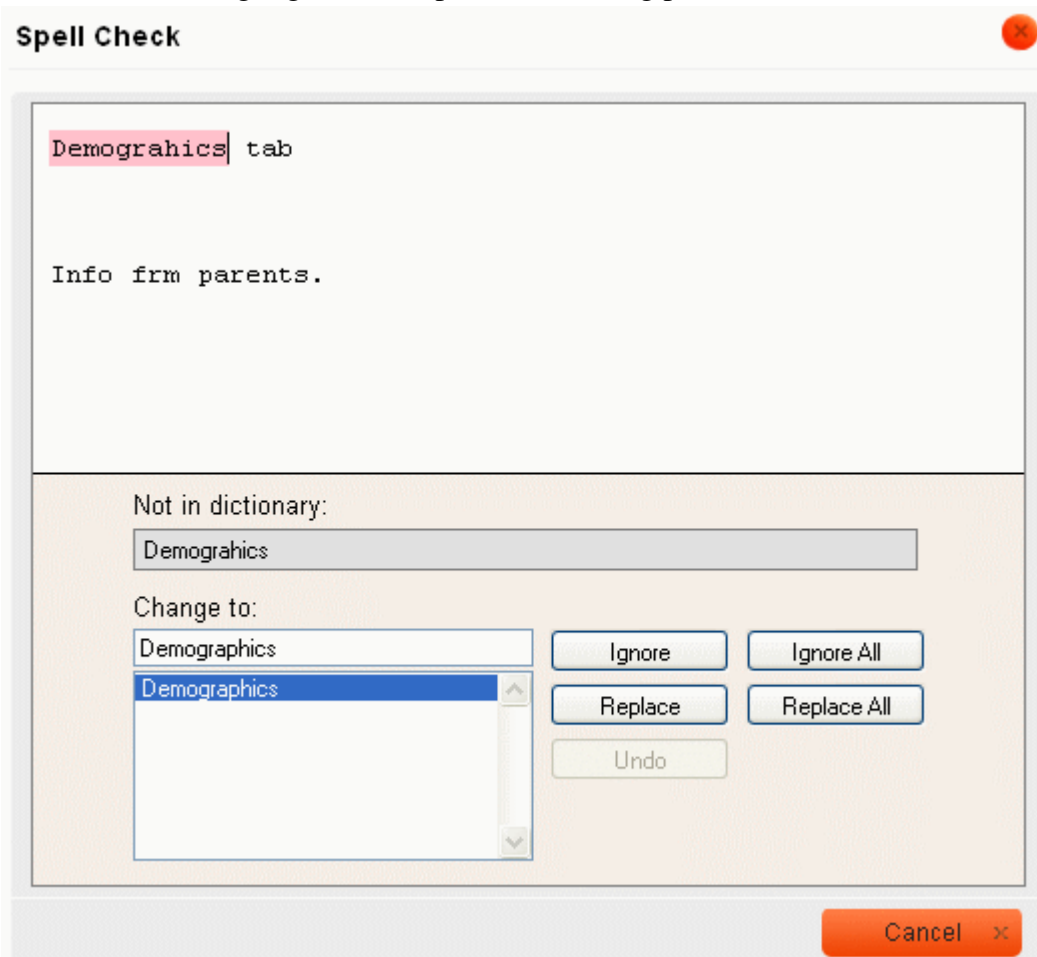 Spell Check
Demograhics tab
Info frm parents.
Not in dictionary:
Demograhics
Change to:
Demographics
Ignore Ignore All
Demographics
Replace Replace All
Undo
Cancel